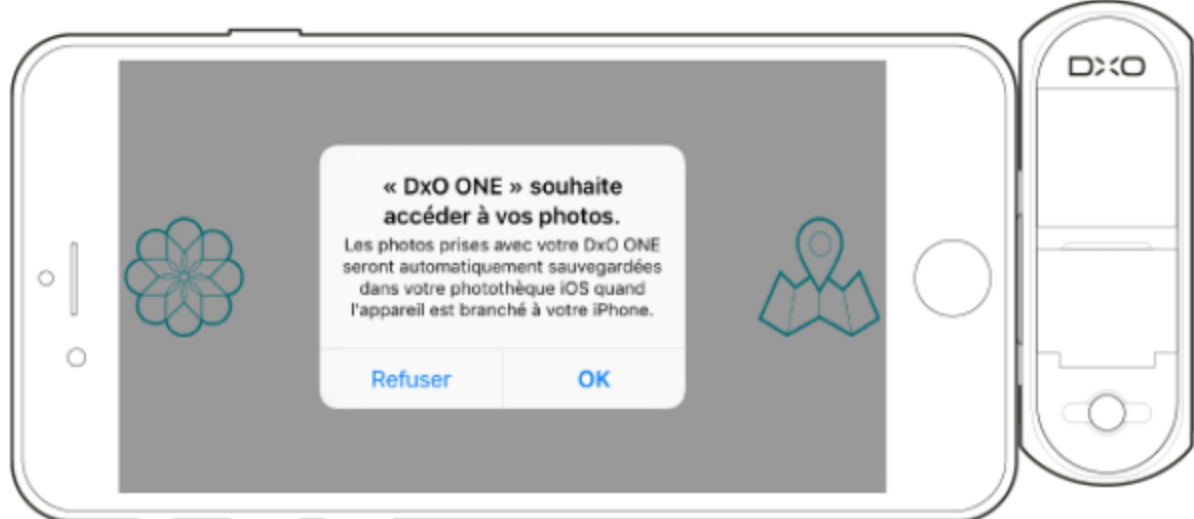 DXO
« DxO ONE » souhaite
accéder à vos photos.
Les photos prises avec votre DxO ONE
seront automatiquement sauvegardées
dans votre photothèque iOS quand
l'appareil est branché à votre iPhone.
Refuser
OK